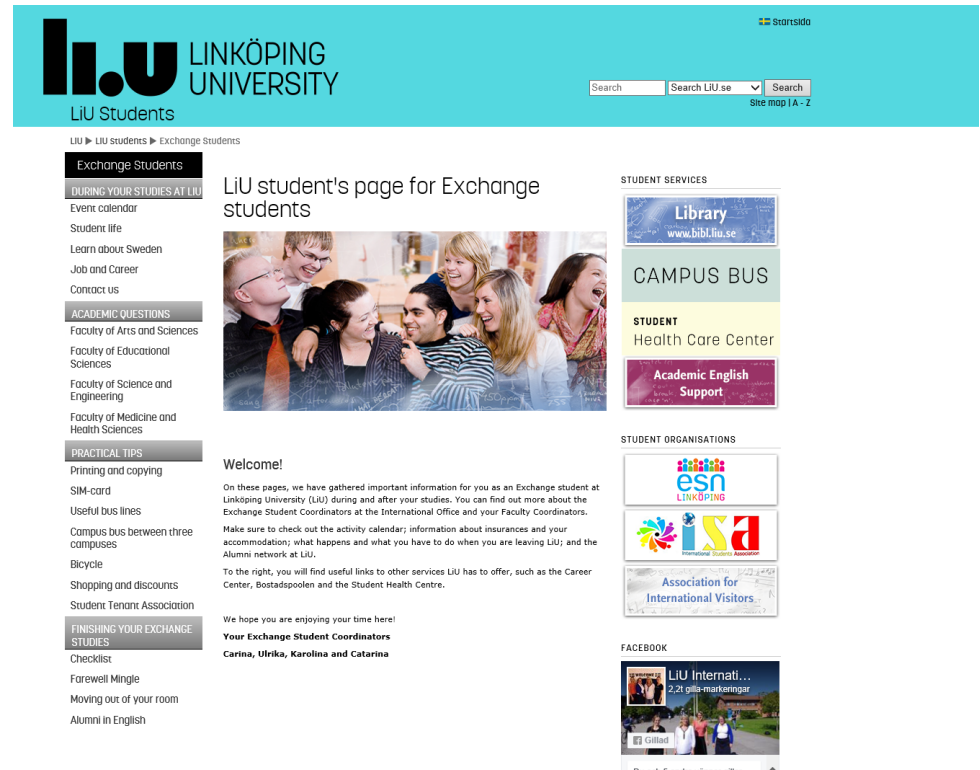 LINKÖPING
UNIVERSITY
LiU Students
Startsida
Search
Search LiU.se
Search
Site map | A - Z
LiU ▶ LiU Students ▶ Exchange Students
Exchange Students
DURING YOUR STUDIES AT LIU
Event calendar
Student life
Learn about Sweden
Job and Career
Contact us
ACADEMIC QUESTIONS
Faculty of Arts and Sciences
Faculty of Educational
Sciences
Faculty of Science and
Engineering
Faculty of Medicine and
Health Sciences
PRACTICAL TIPS
Printing and copying
SIM-card
Useful bus lines
Campus bus between three
campuses
Bicycle
Shopping and discounts
Student Tenant Association
FINISHING YOUR EXCHANGE
STUDIES
Checklist
Farewell Mingle
Moving out of your room
Alumni in English
LiU student's page for Exchange
students
Welcome!
On these pages, we have gathered important information for you as an Exchange student at
Linköping University (LiU) during and after your studies. You can find out more about the
Exchange Student Coordinators at the International Office and your Faculty Coordinators.
Make sure to check out the activity calendar; information about insurances and your
accommodation; what happens and what you have to do when you are leaving LiU; and the
Alumni network at LiU.
To the right, you will find useful links to other services LiU has to offer, such as the Career
Center, Bostadspoolen and the Student Health Centre.
We hope you are enjoying your time here!
Your Exchange Student Coordinators
Carina, Ulrika, Karolina and Catarina
STUDENT SERVICES
Library
www.bibl.liu.se
CAMPUS BUS
STUDENT
Health Care Center
Academic English
Support
STUDENT ORGANISATIONS
esn
LINKÖPING
isa
International Students Association
Association for
International Visitors
FACEBOOK
LiU Internati...
2,2t gilla-markeringar
Gillad